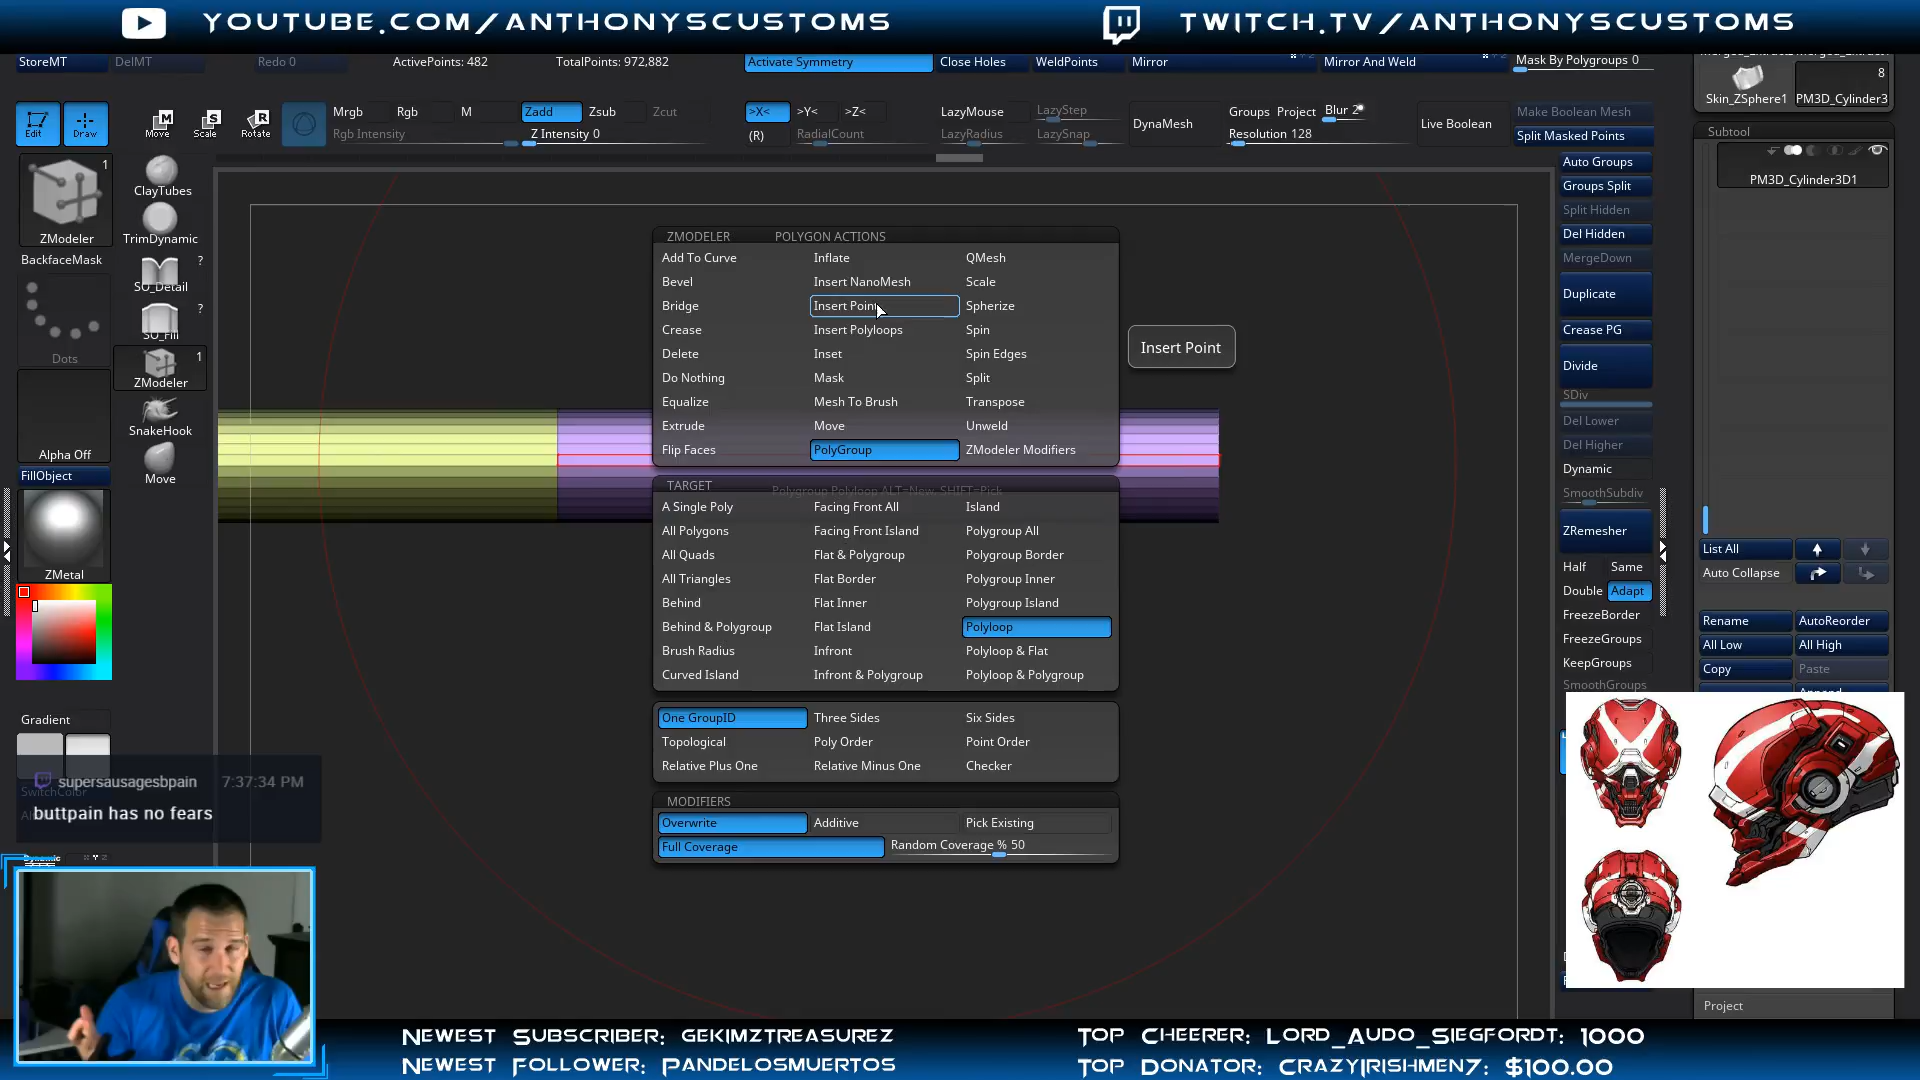 YOUTUBE.COM/ANTHONYSCUSTOMS
TWITCH.TV/ANTHONYSCUSTOMS
StoreMT
DelMT
Redo 0
ActivePoints: 482
TotalPoints: 972,882
Activate Symmetry
Close Holes
WeldPoints
Mirror
Mirror And Weld
Mask By Polygroups 0
Skin_ZSphere1
8
PM3D_Cylinder3
Edit
Draw
Move
Scale
Rotate
Mrgb
Rgb
M
Zadd
Zsub
Zcut
Rgb Intensity
Z Intensity 0
>X<
>Y<
>Z<
(R)
RadialCount
LazyMouse
LazyStep
LazyRadius
LazySnap
DynaMesh
Groups
Project
Blur 2
Resolution 128
Live Boolean
Make Boolean Mesh
Split Masked Points
Subtool
PM3D_Cylinder3D1
1
ZModeler
BackfaceMask
Dots
Alpha Off
FillObject
ZMetal
Gradient
ClayTubes
TrimDynamic
?
SO_Detail
?
SO_Fill
1
ZModeler
SnakeHook
Move
ZMODELER
POLYGON ACTIONS
Add To Curve
Inflate
QMesh
Bevel
Insert NanoMesh
Scale
Bridge
Insert Point
Spherize
Crease
Insert Polyloops
Spin
Delete
Inset
Spin Edges
Do Nothing
Mask
Split
Equalize
Mesh To Brush
Transpose
Extrude
Move
Unweld
Flip Faces
PolyGroup
ZModeler Modifiers
Insert Point
TARGET
Polygroup Polyloop ALT=New, SHIFT=Pick
A Single Poly
Facing Front All
Island
All Polygons
Facing Front Island
Polygroup All
All Quads
Flat & Polygroup
Polygroup Border
All Triangles
Flat Border
Polygroup Inner
Behind
Flat Inner
Polygroup Island
Behind & Polygroup
Flat Island
Polyloop
Brush Radius
Infront
Polyloop & Flat
Curved Island
Infront & Polygroup
Polyloop & Polygroup
One GroupID
Three Sides
Six Sides
Topological
Poly Order
Point Order
Relative Plus One
Relative Minus One
Checker
MODIFIERS
Overwrite
Additive
Pick Existing
Full Coverage
Random Coverage % 50
Auto Groups
Groups Split
Split Hidden
Del Hidden
MergeDown
Duplicate
Crease PG
Divide
SDiv
Del Lower
Del Higher
Dynamic
SmoothSubdiv
ZRemesher
Half
Same
Double
Adapt
FreezeBorder
FreezeGroups
KeepGroups
SmoothGroups
List All
Auto Collapse
Rename
AutoReorder
All Low
All High
Copy
Paste
Append
Project
SwitchColor
supersausagesbpain
7:37:34 PM
buttpain has no fears
Dynamic
Newest Subscriber: gekimztreasurez
Newest Follower: Pandelosmuertos
Top Cheerer: Lord_Audo_Siegfordt: 1000
Top Donator: CrazyIrishmen7: $100.00